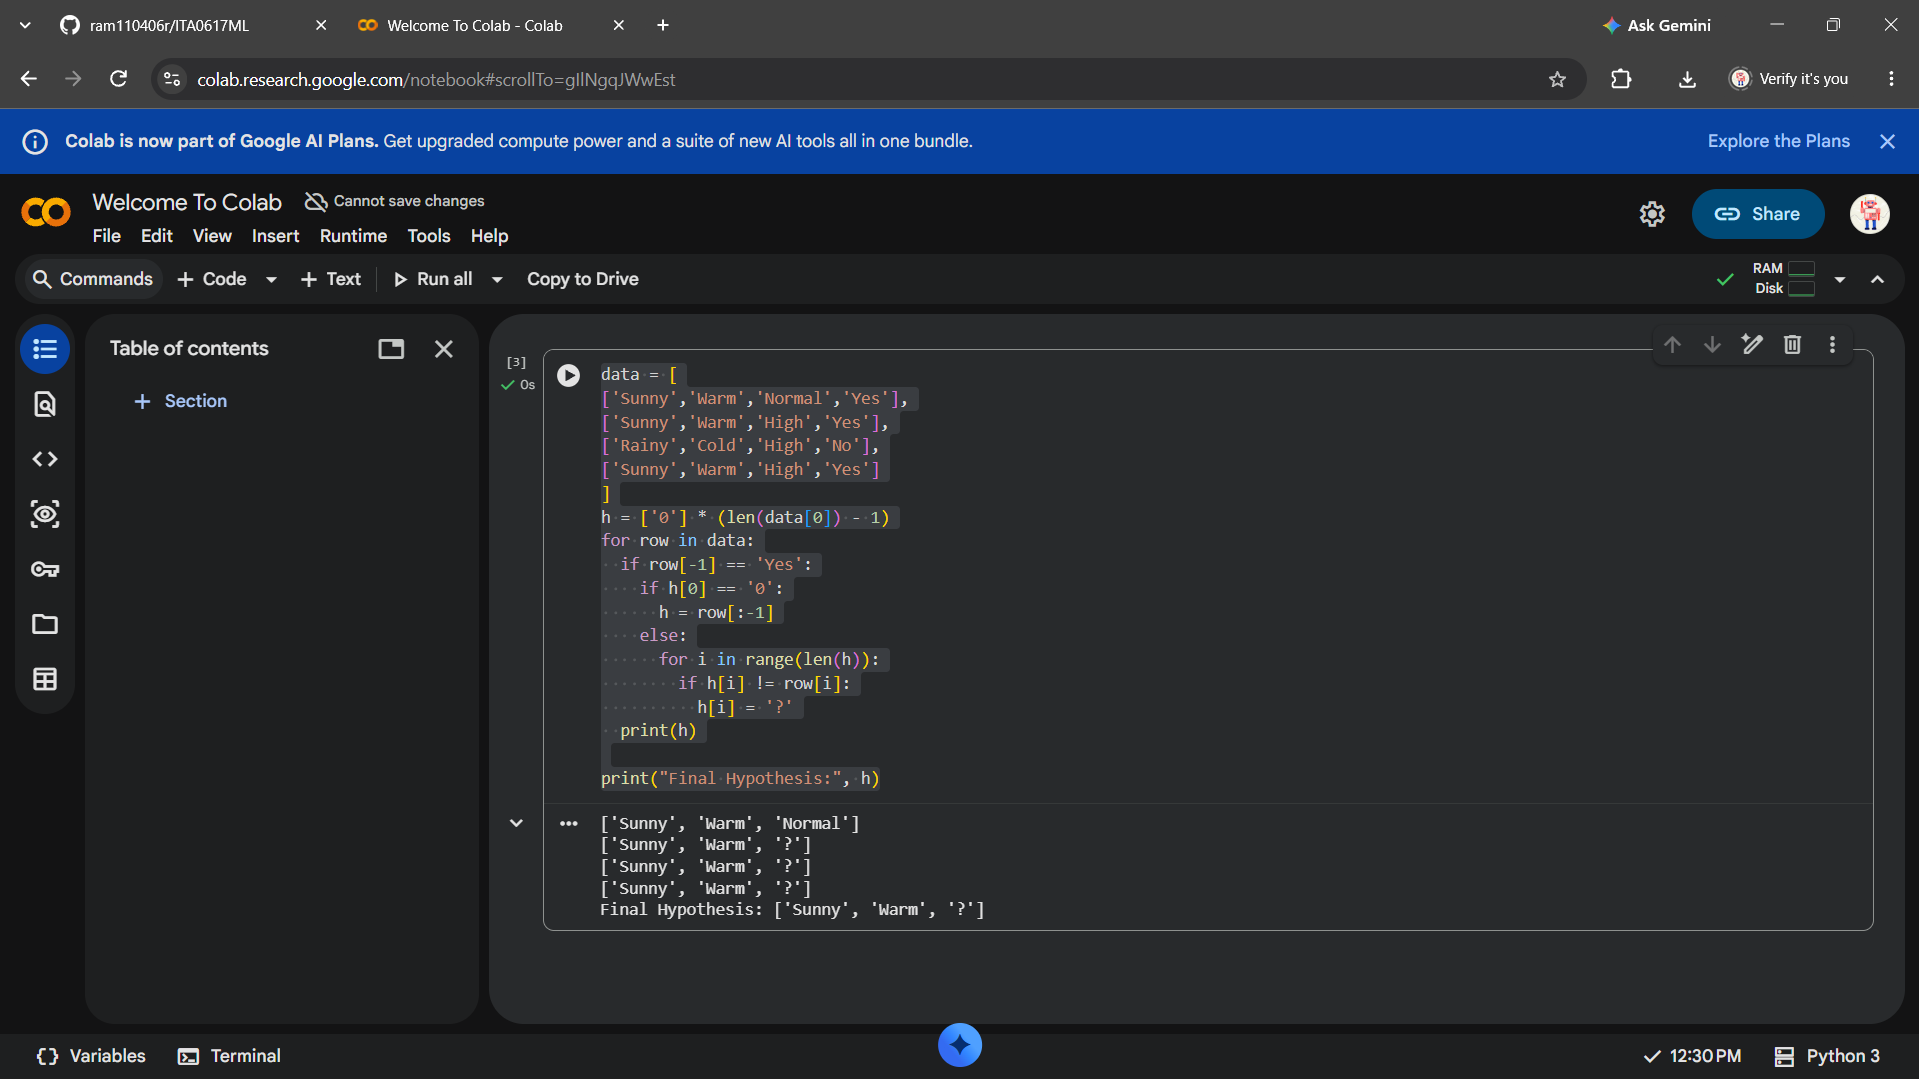 ram110406r/ITA0617ML
Welcome To Colab - Colab
Ask Gemini
colab.research.google.com/notebook#scrollTo=gIlNgqJWwEst
Verify it's you
Colab is now part of Google AI Plans. Get upgraded compute power and a suite of new AI tools all in one bundle.
Explore the Plans
Welcome To Colab
Cannot save changes
File Edit View Insert Runtime Tools Help
Share
Commands + Code + Text Run all Copy to Drive
RAM
Disk
Table of contents
+ Section
[3]
0s
data = [
['Sunny','Warm','Normal','Yes'],
['Sunny','Warm','High','Yes'],
['Rainy','Cold','High','No'],
['Sunny','Warm','High','Yes']
]
h = ['0'] * (len(data[0]) - 1)
for row in data:
  if row[-1] == 'Yes':
    if h[0] == '0':
      h = row[:-1]
    else:
      for i in range(len(h)):
        if h[i] != row[i]:
          h[i] = '?'
  print(h)
print("Final Hypothesis:", h)
['Sunny', 'Warm', 'Normal']
['Sunny', 'Warm', '?']
['Sunny', 'Warm', '?']
['Sunny', 'Warm', '?']
Final Hypothesis: ['Sunny', 'Warm', '?']
{} Variables
Terminal
12:30 PM
Python 3